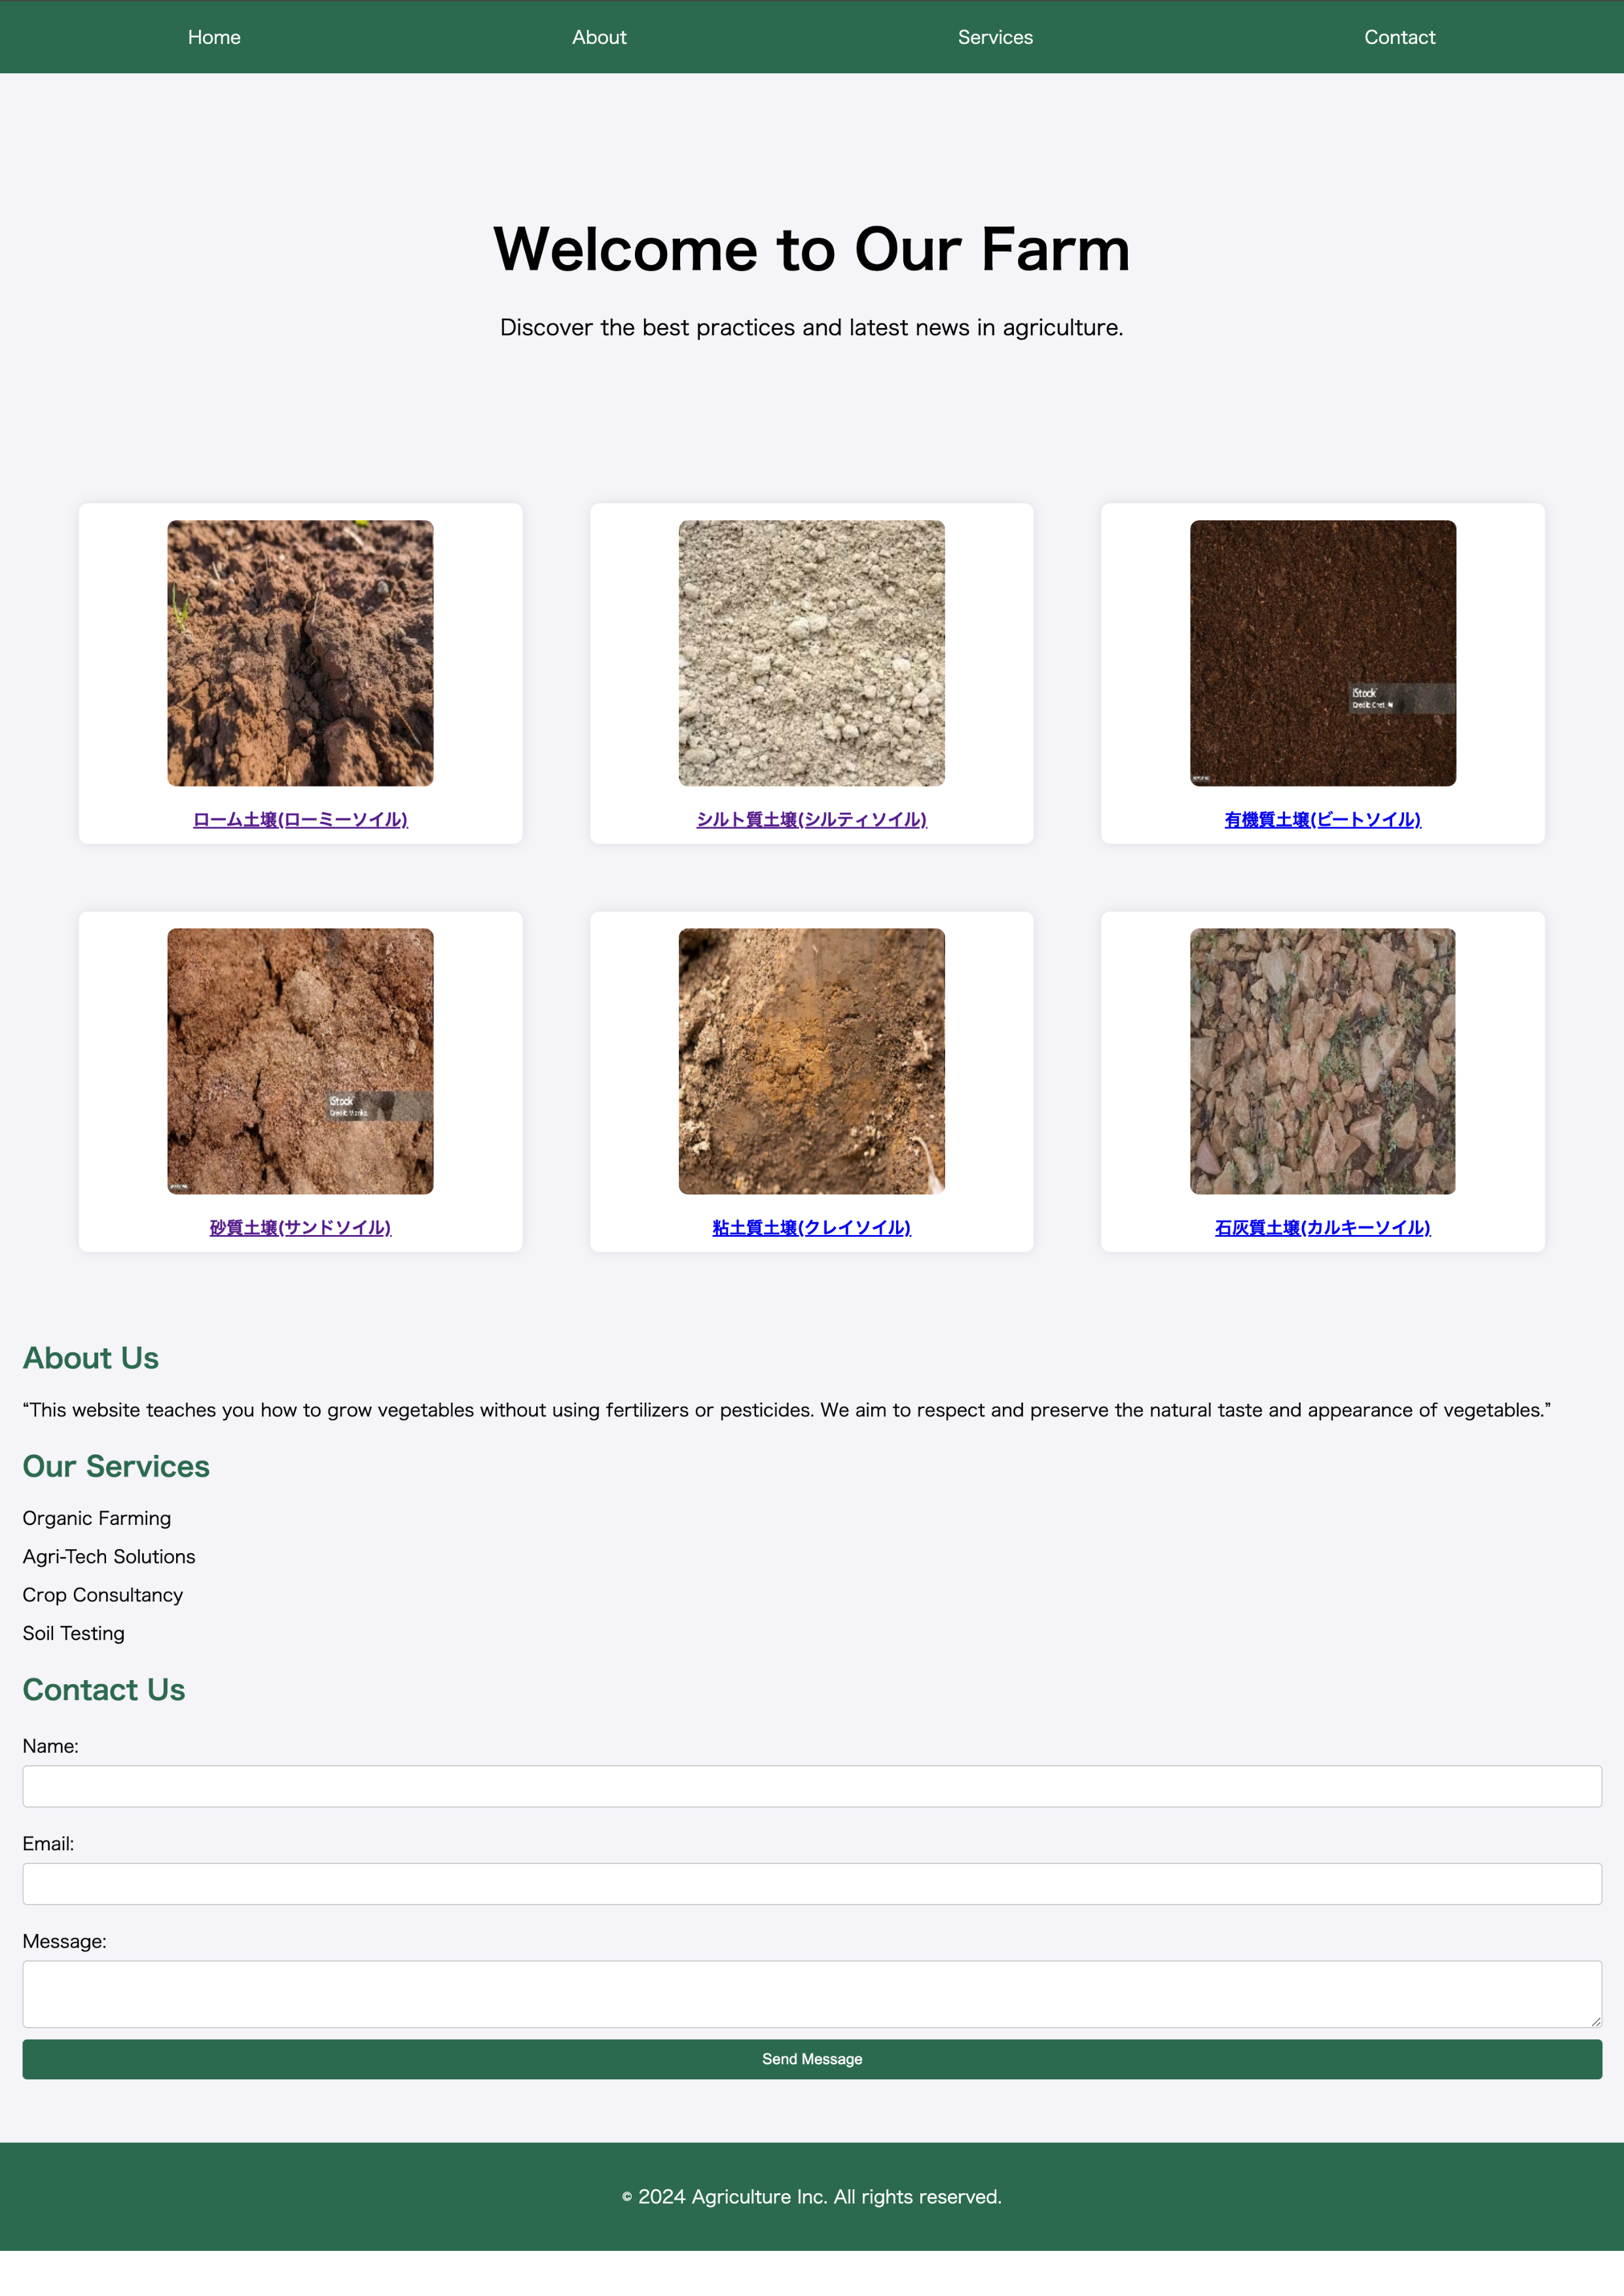 Home About Services Contact
Welcome to Our Farm
Discover the best practices and latest news in agriculture.
iStock
ローム土壌(ローミーソイル)
シルト質土壌(シルティソイル)
有機質土壌(ピートソイル)
iStock
砂質土壌(サンドソイル)
粘土質土壌(クレイソイル)
石灰質土壌(カルキーソイル)
About Us
“This website teaches you how to grow vegetables without using fertilizers or pesticides. We aim to respect and preserve the natural taste and appearance of vegetables.”
Our Services
Organic Farming
Agri-Tech Solutions
Crop Consultancy
Soil Testing
Contact Us
Name:
Email:
Message:
Send Message
© 2024 Agriculture Inc. All rights reserved.